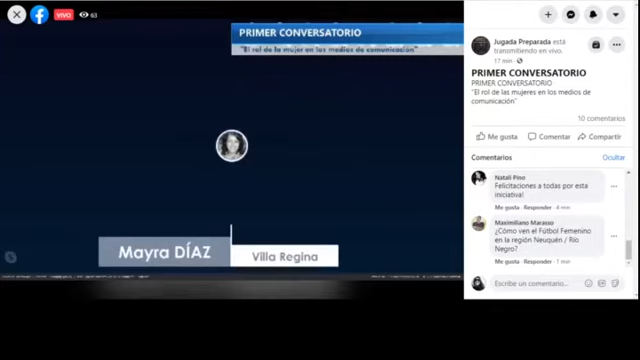 VIVO
63
PRIMER CONVERSATORIO
"El rol de la mujer en los medios de comunicación"
Mayra DÍAZ
Villa Regina
Jugada Preparada está
transmitiendo en vivo.
17 min ·
PRIMER CONVERSATORIO
PRIMER CONVERSATORIO
"El rol de las mujeres en los medios de
comunicación"
10 comentarios
Me gusta
Comentar
Compartir
Comentarios
Ocultar
Natali Pino
Felicitaciones a todas por esta
iniciativa!
Me gusta · Responder · 4 min
Maximiliano Marasso
¿Cómo ven el Fútbol Femenino
en la región Neuquén / Río
Negro?
Me gusta · Responder · 1 min
Escribe un comentario...